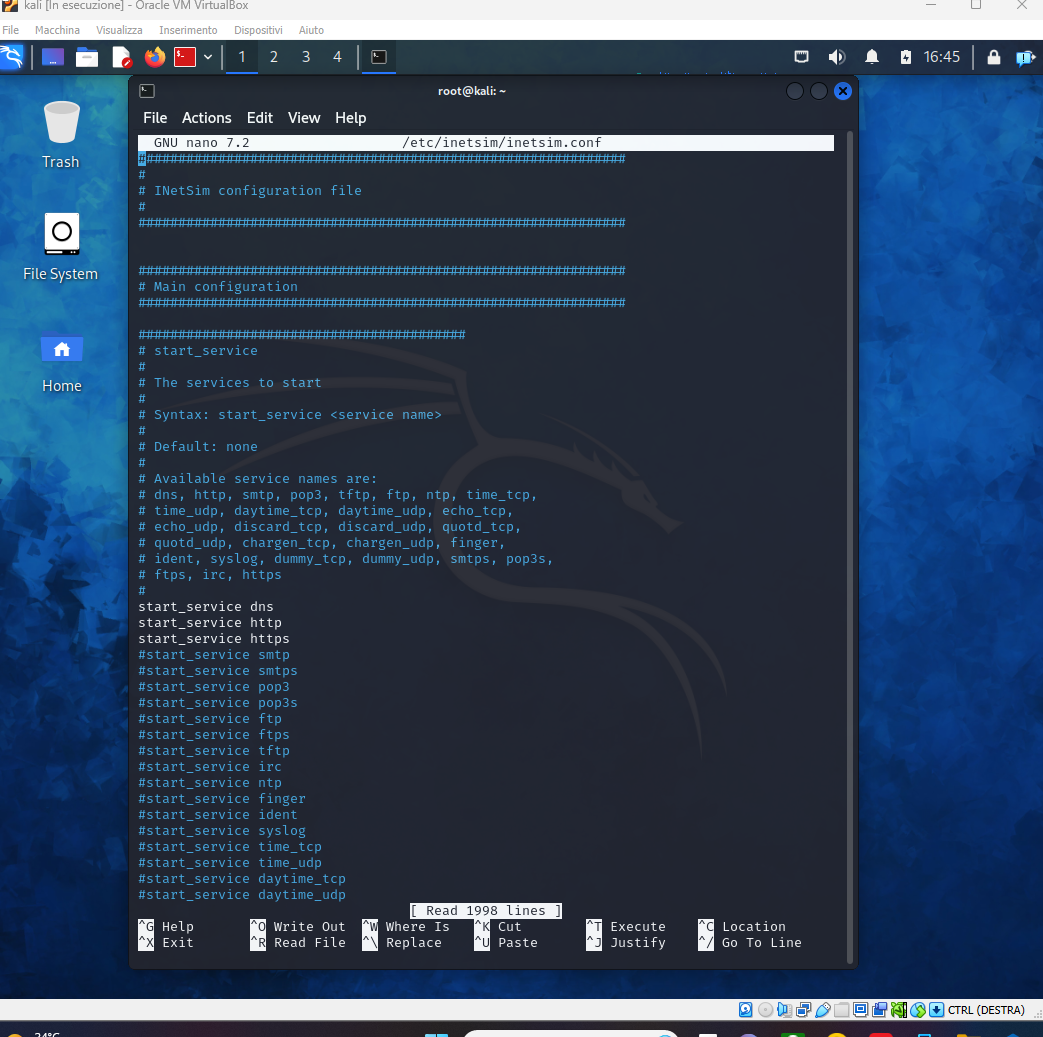 kali [In esecuzione] - Oracle VM VirtualBox
File Macchina Visualizza Inserimento Dispositivi Aiuto
1 2 3 4 16:45
root@kali: ~
File Actions Edit View Help
GNU nano 7.2 /etc/inetsim/inetsim.conf
#############################################################
#
# INetSim configuration file
#
#############################################################
#############################################################
# Main configuration
#############################################################
#########################################
# start_service
#
# The services to start
#
# Syntax: start_service <service name>
#
# Default: none
#
# Available service names are:
# dns, http, smtp, pop3, tftp, ftp, ntp, time_tcp,
# time_udp, daytime_tcp, daytime_udp, echo_tcp,
# echo_udp, discard_tcp, discard_udp, quotd_tcp,
# quotd_udp, chargen_tcp, chargen_udp, finger,
# ident, syslog, dummy_tcp, dummy_udp, smtps, pop3s,
# ftps, irc, https
#
start_service dns
start_service http
start_service https
#start_service smtp
#start_service smtps
#start_service pop3
#start_service pop3s
#start_service ftp
#start_service ftps
#start_service tftp
#start_service irc
#start_service ntp
#start_service finger
#start_service ident
#start_service syslog
#start_service time_tcp
#start_service time_udp
#start_service daytime_tcp
#start_service daytime_udp
[ Read 1998 lines ]
^G Help ^O Write Out ^W Where Is ^K Cut ^T Execute ^C Location
^X Exit ^R Read File ^\ Replace ^U Paste ^J Justify ^/ Go To Line
Trash
File System
Home
CTRL (DESTRA)
24°C